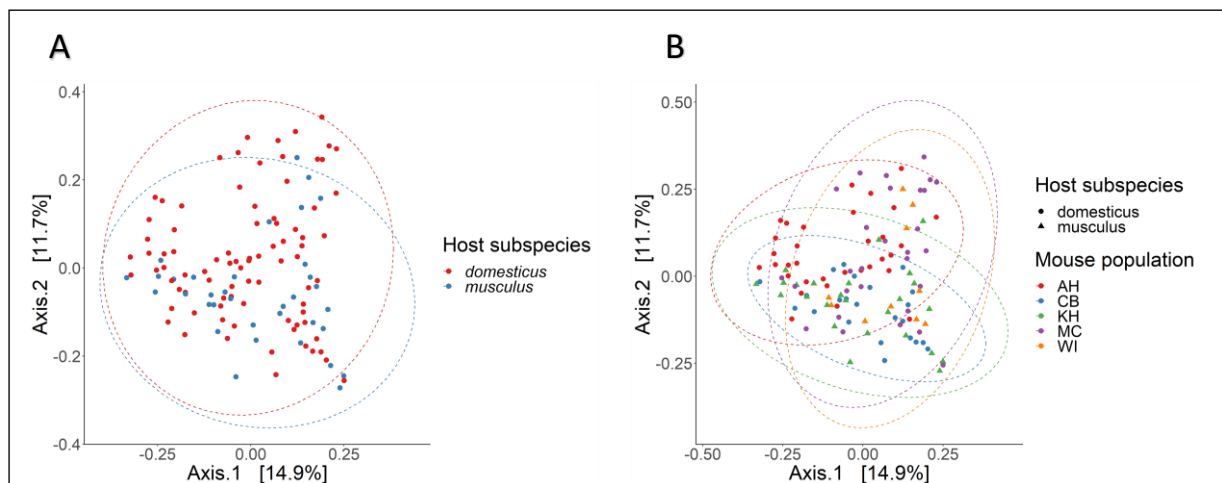 A
0.4
0.2
0.0
-0.2
-0.4
Axis.2 [11.7%]
-0.25
0.00
0.25
Axis.1 [14.9%]
Host subspecies
domesticus
musculus
B
0.50
0.25
0.00
-0.25
Axis.2 [11.7%]
-0.50
-0.25
0.00
0.25
Axis.1 [14.9%]
Host subspecies
domesticus
musculus
Mouse population
AH
CB
KH
MC
WI